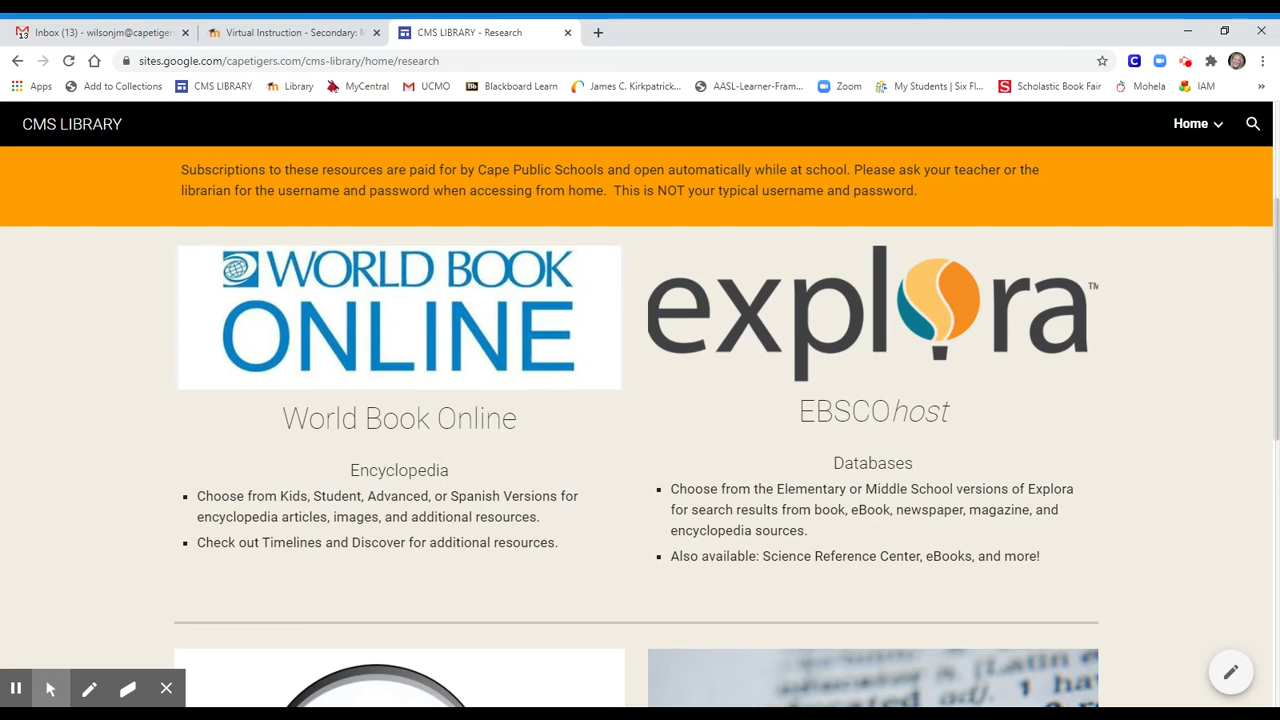 Inbox (13) - wilsonjm@capetiger
Virtual Instruction - Secondary: M
CMS LIBRARY - Research
sites.google.com/capetigers.com/cms-library/home/research
Apps
Add to Collections
CMS LIBRARY
Library
MyCentral
UCMO
Blackboard Learn
James C. Kirkpatrick...
AASL-Learner-Fram...
Zoom
My Students | Six Fl...
Scholastic Book Fair
Mohela
IAM
»
CMS LIBRARY
Home
Subscriptions to these resources are paid for by Cape Public Schools and open automatically while at school. Please ask your teacher or the
librarian for the username and password when accessing from home. This is NOT your typical username and password.
WORLD BOOK
ONLINE
World Book Online
Encyclopedia
▪ Choose from Kids, Student, Advanced, or Spanish Versions for
encyclopedia articles, images, and additional resources.
▪ Check out Timelines and Discover for additional resources.
explora™
EBSCOhost
Databases
▪ Choose from the Elementary or Middle School versions of Explora
for search results from book, eBook, newspaper, magazine, and
encyclopedia sources.
▪ Also available: Science Reference Center, eBooks, and more!
adj.